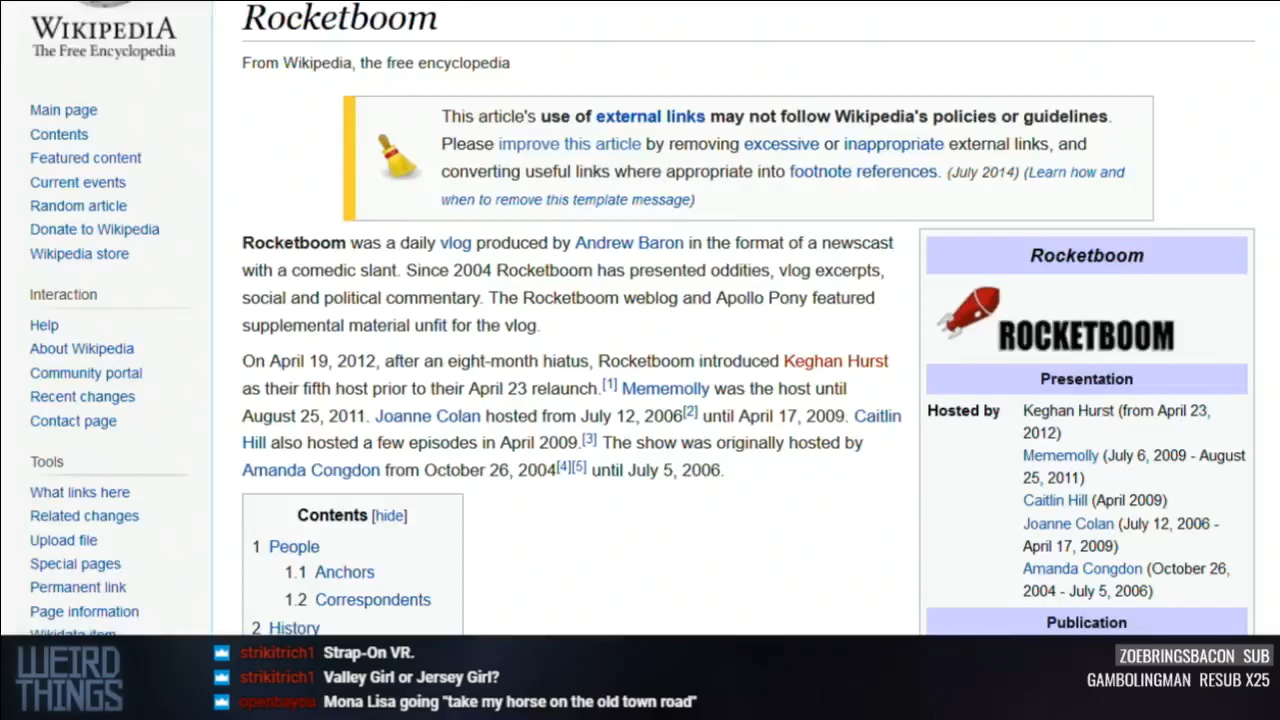 Rocketboom
WIKIPEDIA
The Free Encyclopedia
From Wikipedia, the free encyclopedia
Main page
Contents
Featured content
Current events
Random article
Donate to Wikipedia
Wikipedia store
Interaction
Help
About Wikipedia
Community portal
Recent changes
Contact page
Tools
What links here
Related changes
Upload file
Special pages
Permanent link
Page information
Wikidata item
This article's use of external links may not follow Wikipedia's policies or guidelines.
Please improve this article by removing excessive or inappropriate external links, and
converting useful links where appropriate into footnote references. (July 2014) (Learn how and
when to remove this template message)
Rocketboom was a daily vlog produced by Andrew Baron in the format of a newscast
with a comedic slant. Since 2004 Rocketboom has presented oddities, vlog excerpts,
social and political commentary. The Rocketboom weblog and Apollo Pony featured
supplemental material unfit for the vlog.
On April 19, 2012, after an eight-month hiatus, Rocketboom introduced Keghan Hurst
as their fifth host prior to their April 23 relaunch.[1] Mememolly was the host until
August 25, 2011. Joanne Colan hosted from July 12, 2006[2] until April 17, 2009. Caitlin
Hill also hosted a few episodes in April 2009.[3] The show was originally hosted by
Amanda Congdon from October 26, 2004[4][5] until July 5, 2006.
Contents [hide]
1 People
1.1 Anchors
1.2 Correspondents
2 History
Rocketboom
ROCKETBOOM
Presentation
Hosted by Keghan Hurst (from April 23,
2012)
Mememolly (July 6, 2009 - August
25, 2011)
Caitlin Hill (April 2009)
Joanne Colan (July 12, 2006 -
April 17, 2009)
Amanda Congdon (October 26,
2004 - July 5, 2006)
Publication
WEIRD
THINGS
strikitrich1 Strap-On VR.
strikitrich1 Valley Girl or Jersey Girl?
openbayou Mona Lisa going "take my horse on the old town road"
ZOEBRINGSBACON SUB
GAMBOLINGMAN RESUB X25